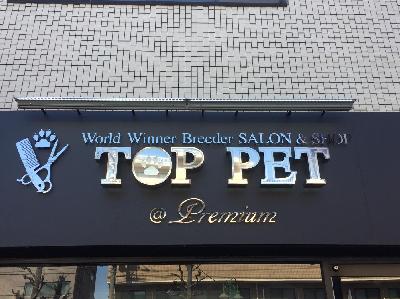 World Winner Breeder SALON & SHOP
TOP PET
@ Premium